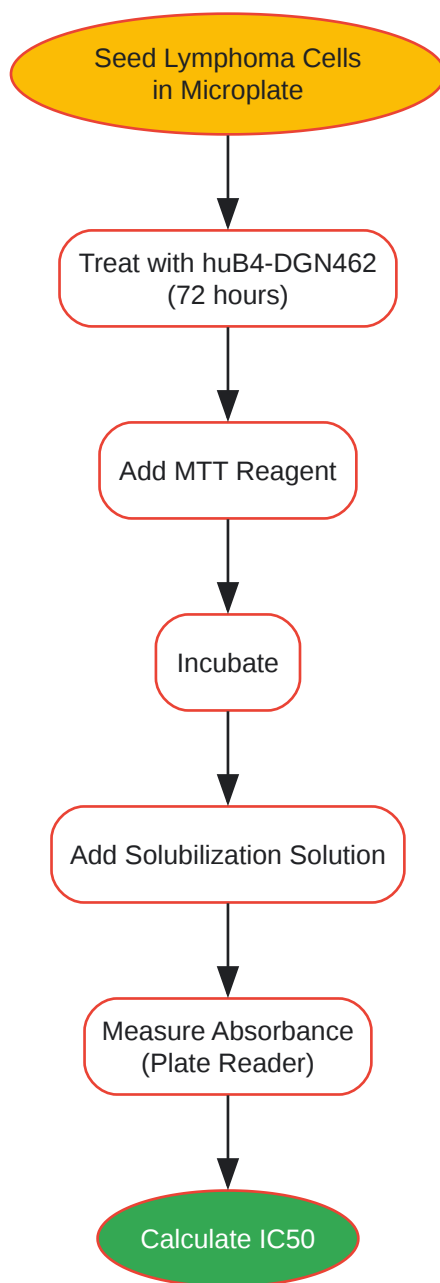 Seed Lymphoma Cells
in Microplate
Treat with huB4-DGN462
(72 hours)
Add MTT Reagent
Incubate
Add Solubilization Solution
Measure Absorbance
(Plate Reader)
Calculate IC50